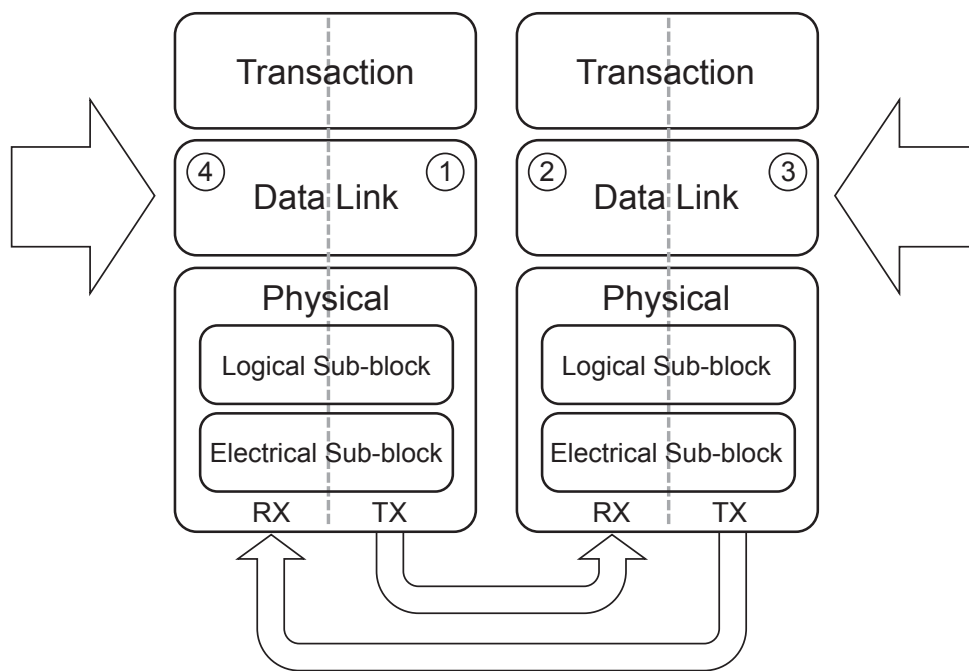 Transaction
Transaction
4
1
Data Link
2
3
Data Link
Physical
Physical
Logical Sub-block
Logical Sub-block
Electrical Sub-block
Electrical Sub-block
RX
TX
RX
TX